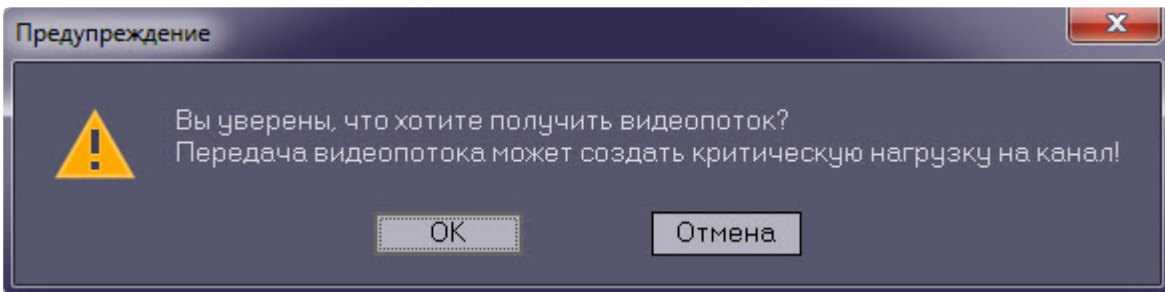 Предупреждение
Вы уверены, что хотите получить видеопоток?
Передача видеопотока может создать критическую нагрузку на канал!
OK
Отмена